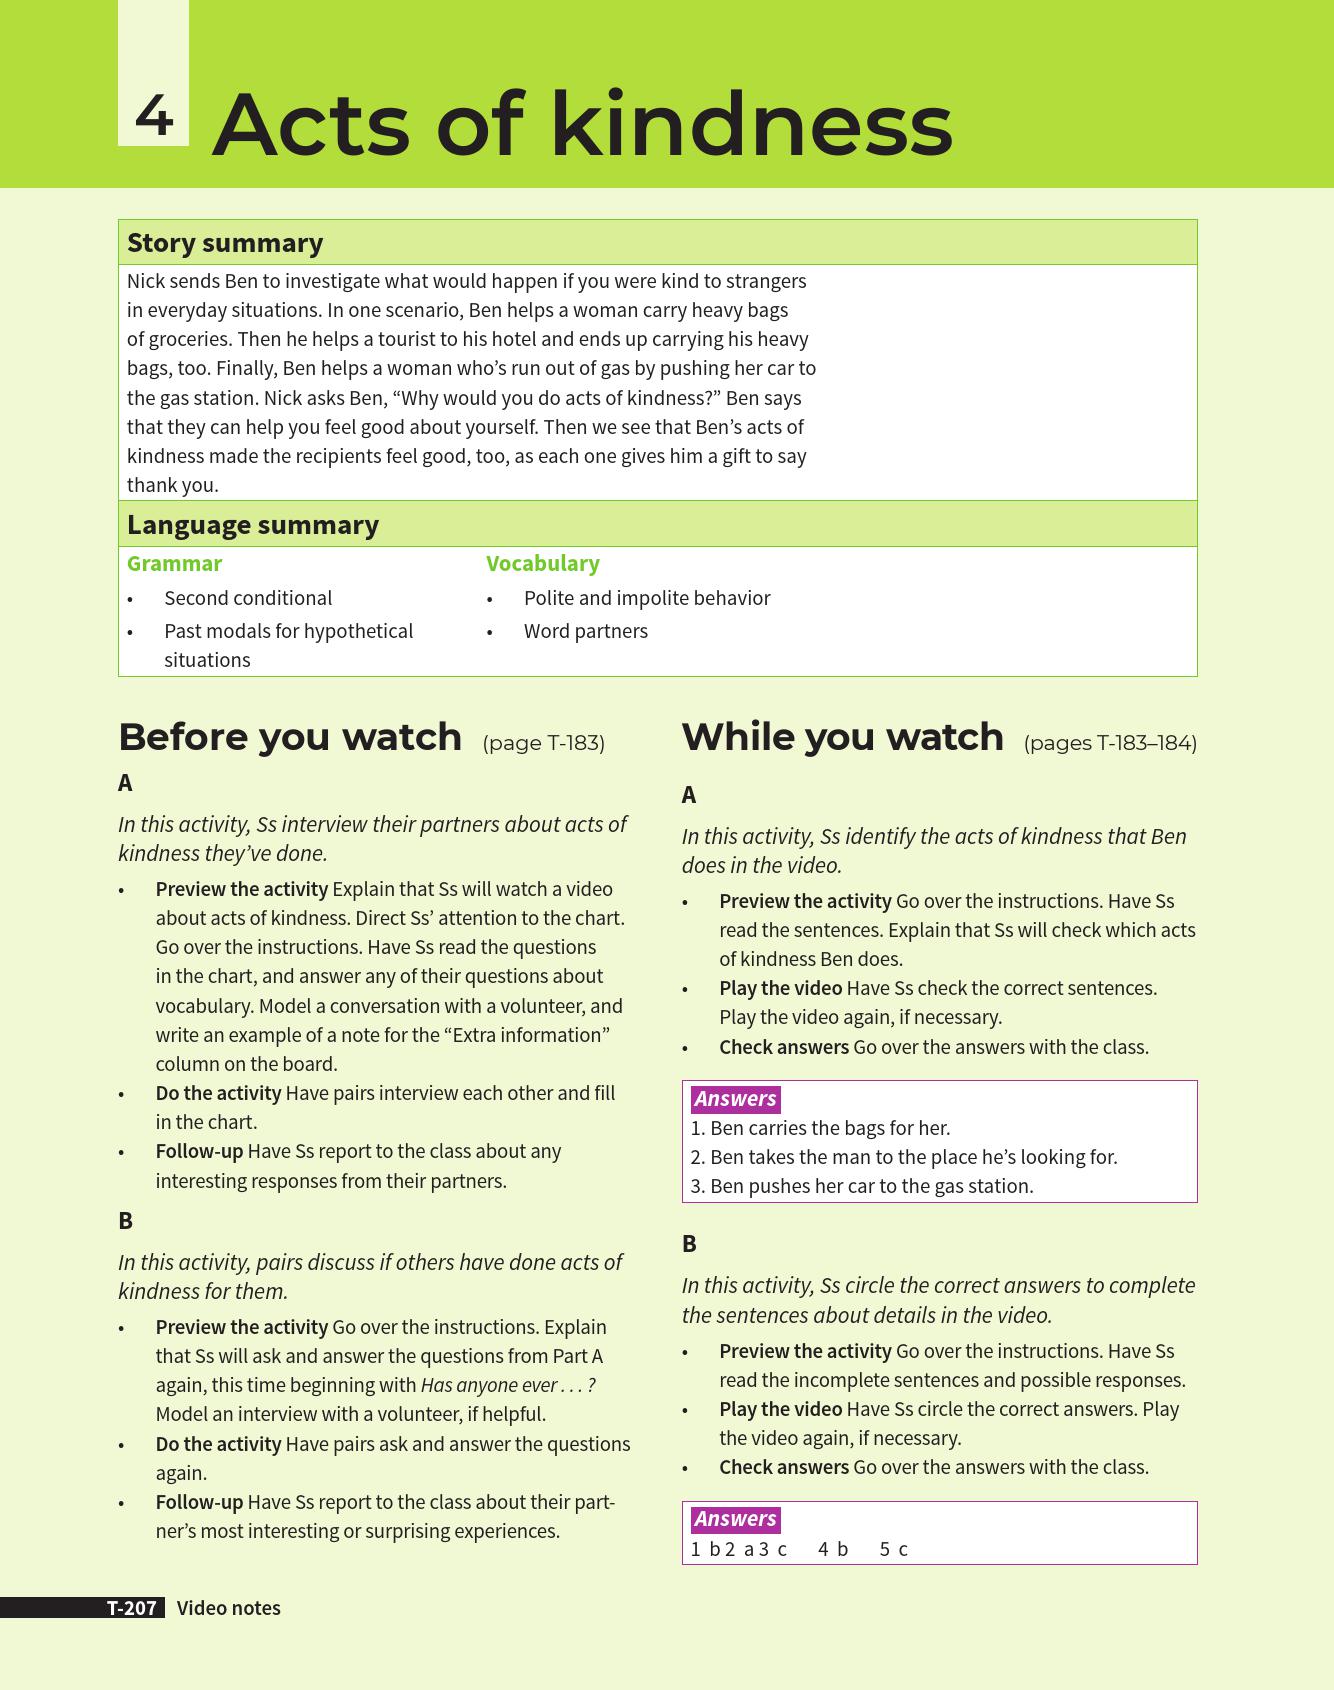 4
Acts of kindness
Story summary
Nick sends Ben to investigate what would happen if you were kind to strangers
in everyday situations. In one scenario, Ben helps a woman carry heavy bags
of groceries. Then he helps a tourist to his hotel and ends up carrying his heavy
bags, too. Finally, Ben helps a woman who’s run out of gas by pushing her car to
the gas station. Nick asks Ben, “Why would you do acts of kindness?” Ben says
that they can help you feel good about yourself. Then we see that Ben’s acts of
kindness made the recipients feel good, too, as each one gives him a gift to say
thank you.
Language summary
Grammar
• Second conditional
• Past modals for hypothetical
situations
Vocabulary
• Polite and impolite behavior
• Word partners
Before you watch (page T-183)
A
In this activity, Ss interview their partners about acts of
kindness they’ve done.
• Preview the activity Explain that Ss will watch a video
about acts of kindness. Direct Ss’ attention to the chart.
Go over the instructions. Have Ss read the questions
in the chart, and answer any of their questions about
vocabulary. Model a conversation with a volunteer, and
write an example of a note for the “Extra information”
column on the board.
• Do the activity Have pairs interview each other and fill
in the chart.
• Follow-up Have Ss report to the class about any
interesting responses from their partners.
B
In this activity, pairs discuss if others have done acts of
kindness for them.
• Preview the activity Go over the instructions. Explain
that Ss will ask and answer the questions from Part A
again, this time beginning with Has anyone ever . . . ?
Model an interview with a volunteer, if helpful.
• Do the activity Have pairs ask and answer the questions
again.
• Follow-up Have Ss report to the class about their part-
ner’s most interesting or surprising experiences.
While you watch (pages T-183–184)
A
In this activity, Ss identify the acts of kindness that Ben
does in the video.
• Preview the activity Go over the instructions. Have Ss
read the sentences. Explain that Ss will check which acts
of kindness Ben does.
• Play the video Have Ss check the correct sentences.
Play the video again, if necessary.
• Check answers Go over the answers with the class.
Answers
1. Ben carries the bags for her.
2. Ben takes the man to the place he’s looking for.
3. Ben pushes her car to the gas station.
B
In this activity, Ss circle the correct answers to complete
the sentences about details in the video.
• Preview the activity Go over the instructions. Have Ss
read the incomplete sentences and possible responses.
• Play the video Have Ss circle the correct answers. Play
the video again, if necessary.
• Check answers Go over the answers with the class.
Answers
1 b 2 a 3 c 4 b 5 c
T-207 Video notes